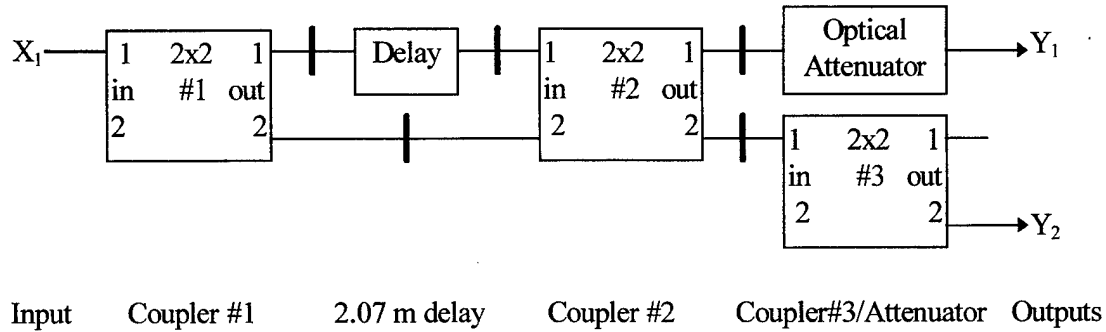 X1
1 2x2 1
in #1 out
2 2
Delay
1 2x2 1
in #2 out
2 2
Optical
Attenuator
Y1
1 2x2 1
in #3 out
2 2
Y2
Input Coupler #1 2.07 m delay Coupler #2 Coupler#3/Attenuator Outputs